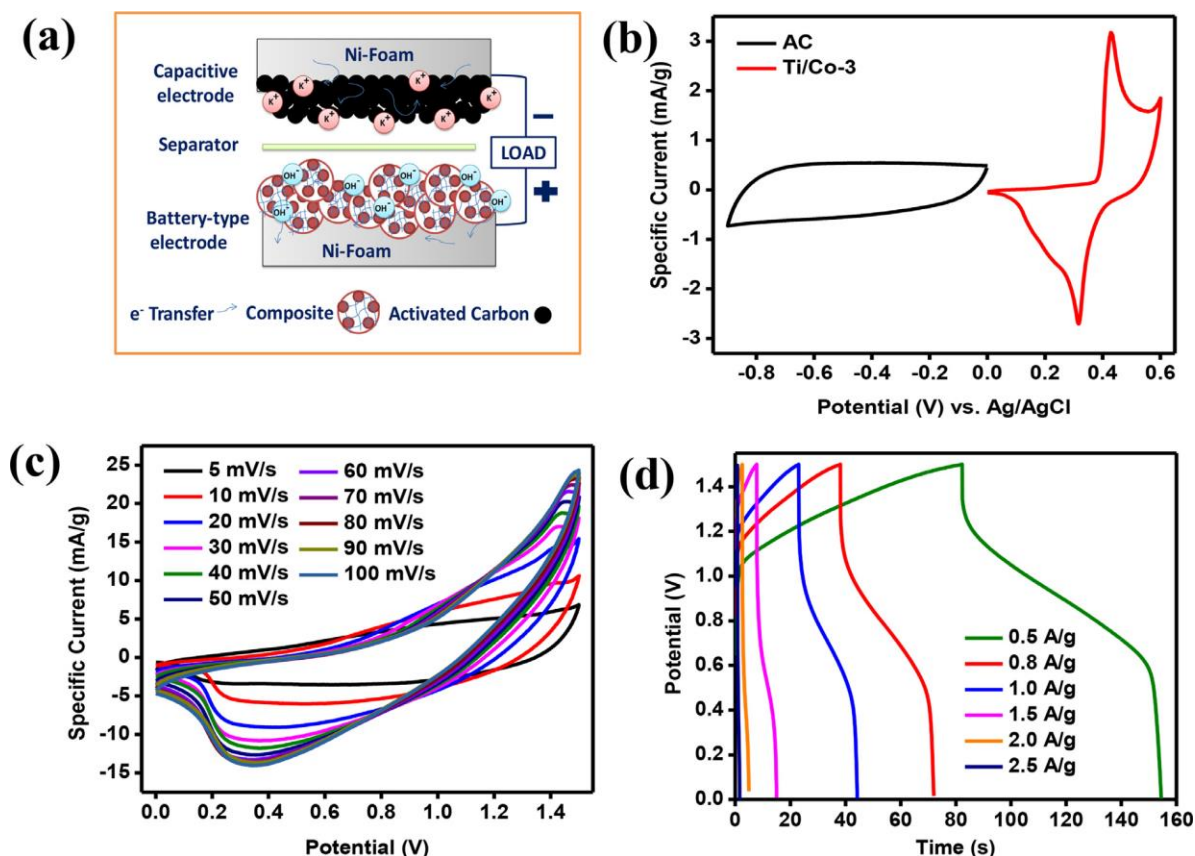 (a)
Ni-Foam
Capacitive
electrode
K+
K+
K+
K+
K+
K+
K+
Separator
LOAD
−
+
OH-
OH-
OH-
OH-
OH-
OH-
OH-
Battery-type
electrode
Ni-Foam
e- Transfer
Composite
Activated Carbon
(b)
AC
Ti/Co-3
Specific Current (mA/g)
3
2
1
0
-1
-2
-3
-0.8 -0.6 -0.4 -0.2 0.0 0.2 0.4 0.6
Potential (V) vs. Ag/AgCl
(c)
5 mV/s
10 mV/s
20 mV/s
30 mV/s
40 mV/s
50 mV/s
60 mV/s
70 mV/s
80 mV/s
90 mV/s
100 mV/s
Specific Current (mA/g)
25
20
15
10
5
0
-5
-10
-15
0.0 0.2 0.4 0.6 0.8 1.0 1.2 1.4
Potential (V)
(d)
Potential (V)
1.4
1.2
1.0
0.8
0.6
0.4
0.2
0.0
0.5 A/g
0.8 A/g
1.0 A/g
1.5 A/g
2.0 A/g
2.5 A/g
0 20 40 60 80 100 120 140 160
Time (s)